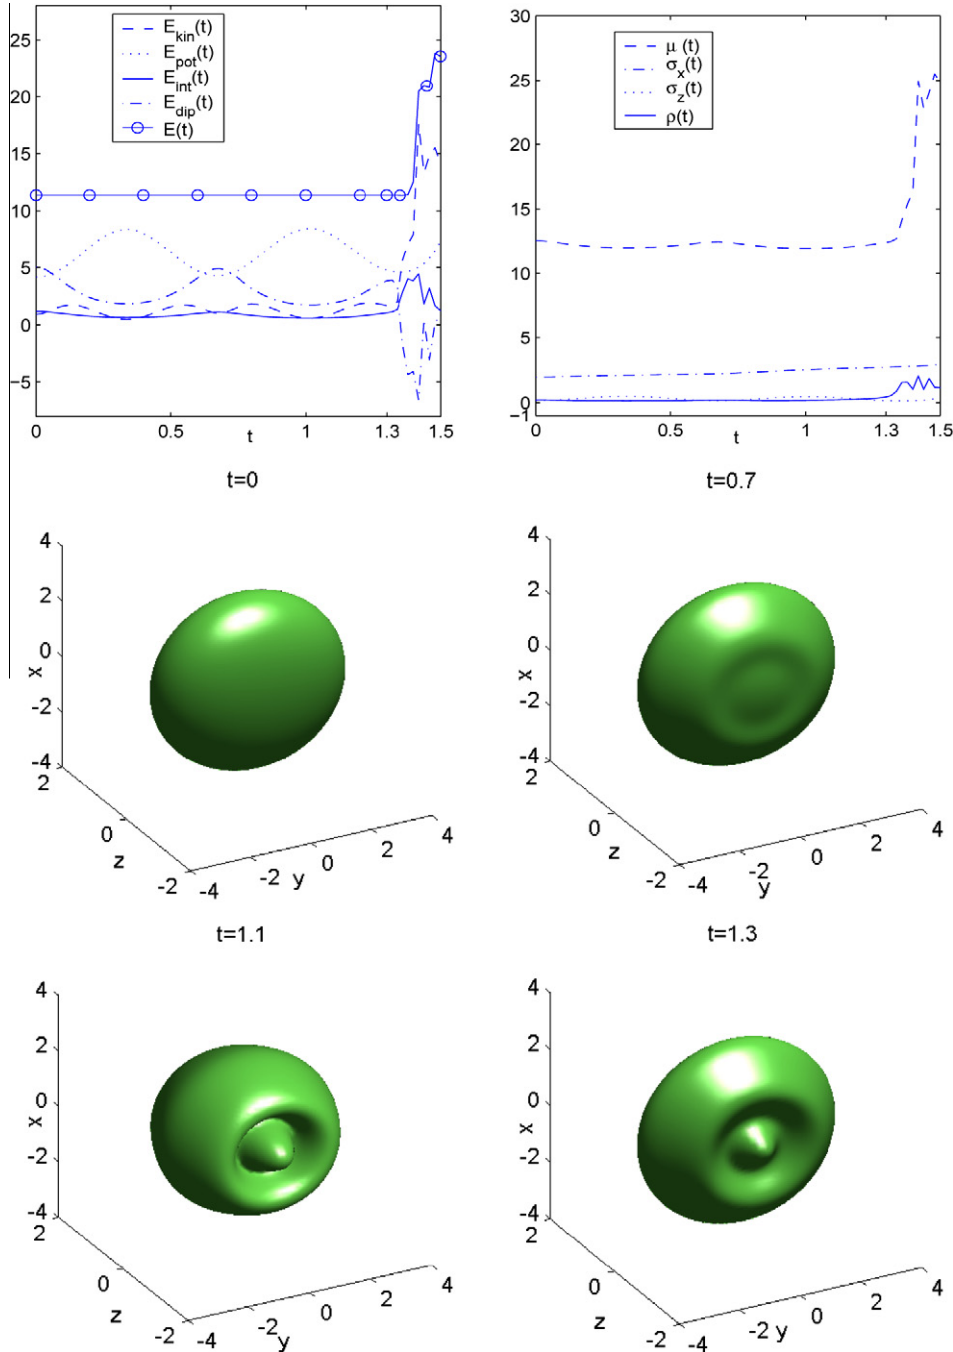 25
20
15
10
5
0
−5
0
0.5
1
1.3
1.5
t
E_kin(t)
E_pot(t)
E_int(t)
E_dip(t)
E(t)
30
25
20
15
10
5
0
−1
0
0.5
1
1.3
1.5
t
μ (t)
σ_x(t)
σ_z(t)
ρ(t)
t=0
4
2
0
-2
-4
x
2
0
-2
z
-4
-2
0
2
4
y
t=0.7
4
2
0
-2
-4
x
2
0
-2
z
-4
-2
0
2
4
y
t=1.1
4
2
0
-2
-4
x
2
0
-2
z
-4
-2
0
2
4
y
t=1.3
4
2
0
-2
-4
x
2
0
-2
z
-4
-2
0
2
4
y